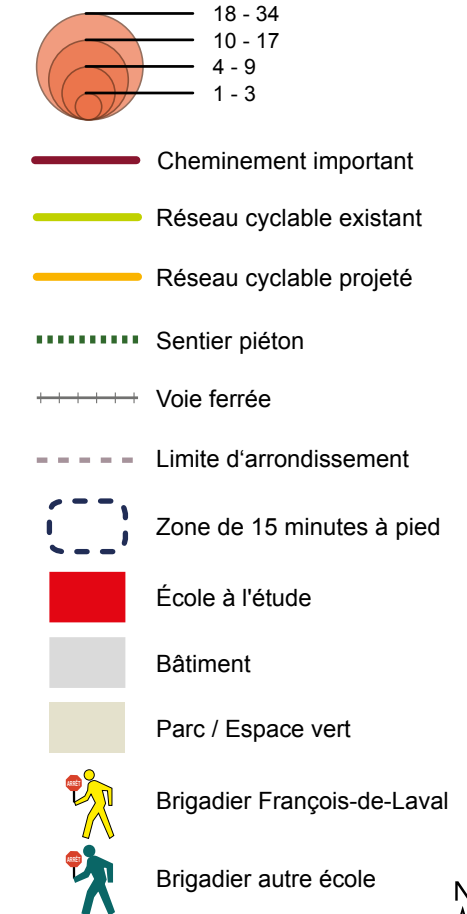 18 - 34
10 - 17
4 - 9
1 - 3
Cheminement important
Réseau cyclable existant
Réseau cyclable projeté
Sentier piéton
Voie ferrée
Limite d‘arrondissement
Zone de 15 minutes à pied
École à l'étude
Bâtiment
Parc / Espace vert
ARRÊT
Brigadier François-de-Laval
ARRÊT
Brigadier autre école
N